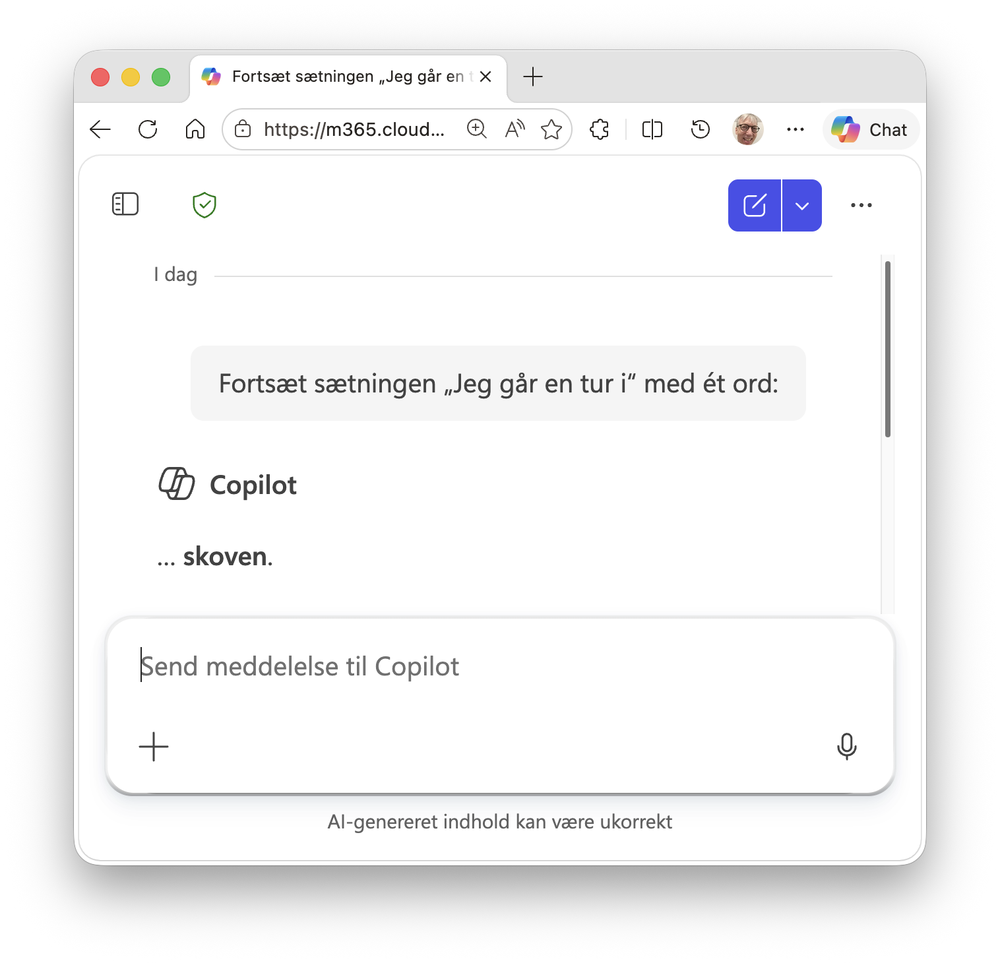 Fortsæt sætningen „Jeg går en t
https://m365.cloud...
Chat
I dag
Fortsæt sætningen „Jeg går en tur i“ med ét ord:
Copilot
... skoven.
Send meddelelse til Copilot
AI-genereret indhold kan være ukorrekt